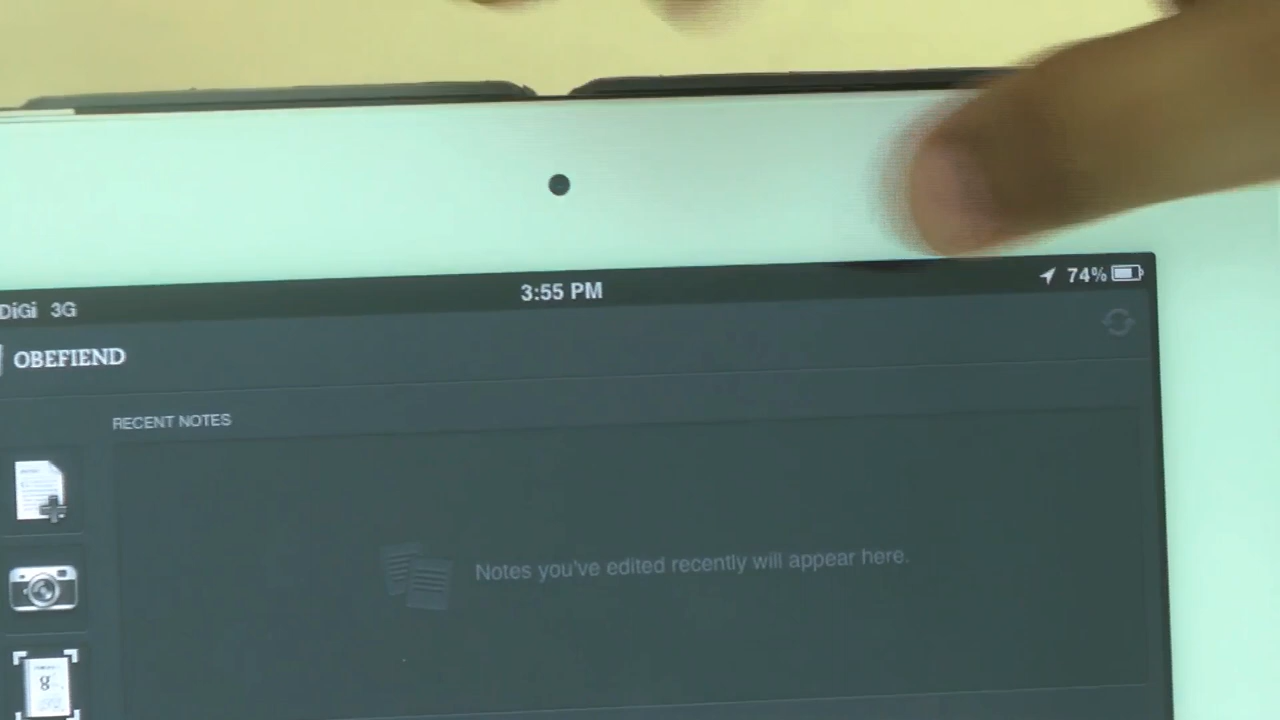 DiGi 3G 3:55 PM 74%
OBEFIEND
RECENT NOTES
Notes you've edited recently will appear here.
g